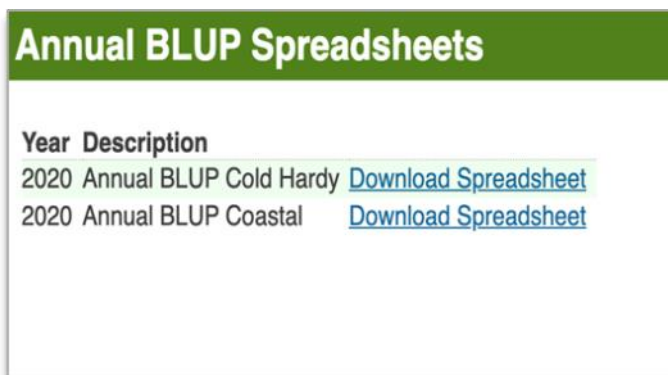 Annual BLUP Spreadsheets
Year Description
2020 Annual BLUP Cold Hardy Download Spreadsheet
2020 Annual BLUP Coastal Download Spreadsheet